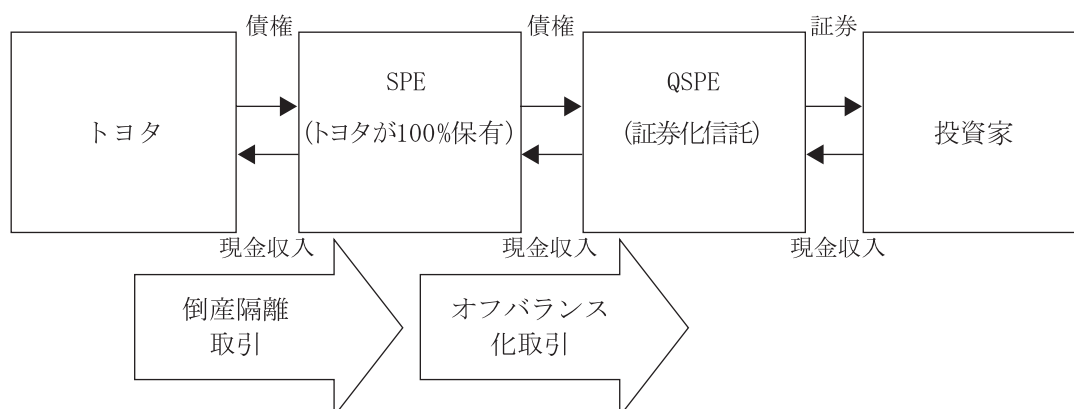 債権
債権
証券
トヨタ
SPE
(トヨタが100%保有)
QSPE
(証券化信託)
投資家
現金収入
現金収入
現金収入
倒産隔離
取引
オフバランス
化取引